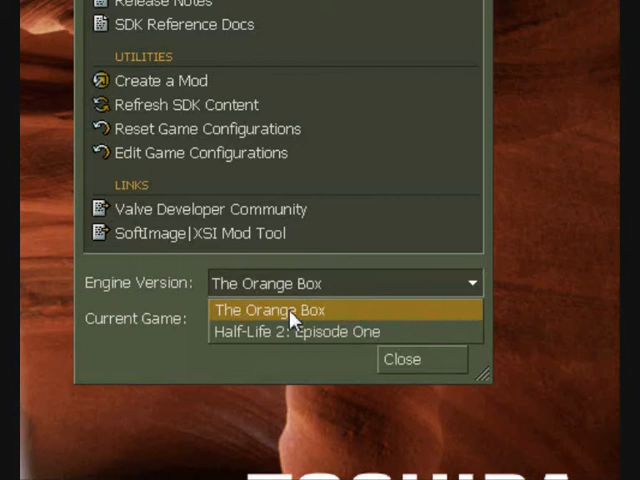 Release Notes
SDK Reference Docs
UTILITIES
Create a Mod
Refresh SDK Content
Reset Game Configurations
Edit Game Configurations
LINKS
Valve Developer Community
SoftImage|XSI Mod Tool
Engine Version: The Orange Box
The Orange Box
Current Game:
Half-Life 2: Episode One
Close
TOSHIBA